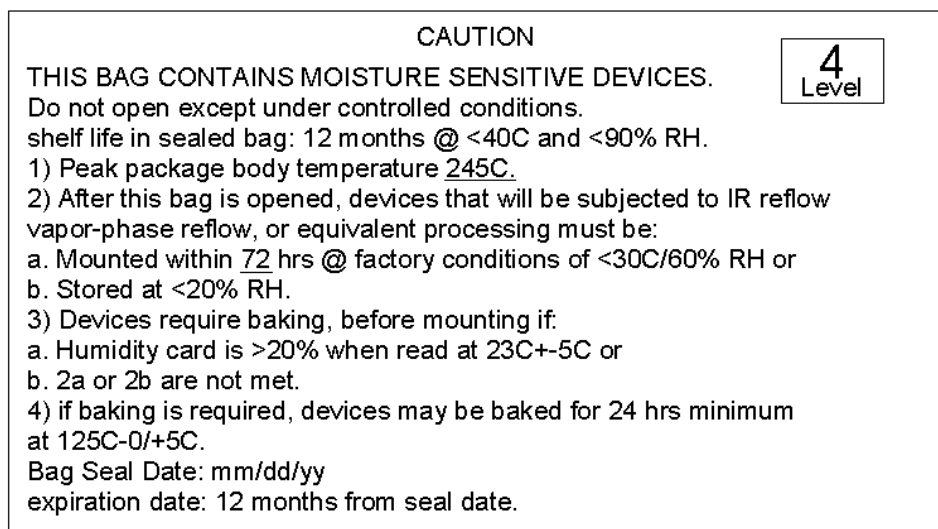 CAUTION
4
Level
THIS BAG CONTAINS MOISTURE SENSITIVE DEVICES.
Do not open except under controlled conditions.
shelf life in sealed bag: 12 months @ <40C and <90% RH.
1) Peak package body temperature 245C.
2) After this bag is opened, devices that will be subjected to IR reflow
vapor-phase reflow, or equivalent processing must be:
a. Mounted within 72 hrs @ factory conditions of <30C/60% RH or
b. Stored at <20% RH.
3) Devices require baking, before mounting if:
a. Humidity card is >20% when read at 23C+-5C or
b. 2a or 2b are not met.
4) if baking is required, devices may be baked for 24 hrs minimum
at 125C-0/+5C.
Bag Seal Date: mm/dd/yy
expiration date: 12 months from seal date.